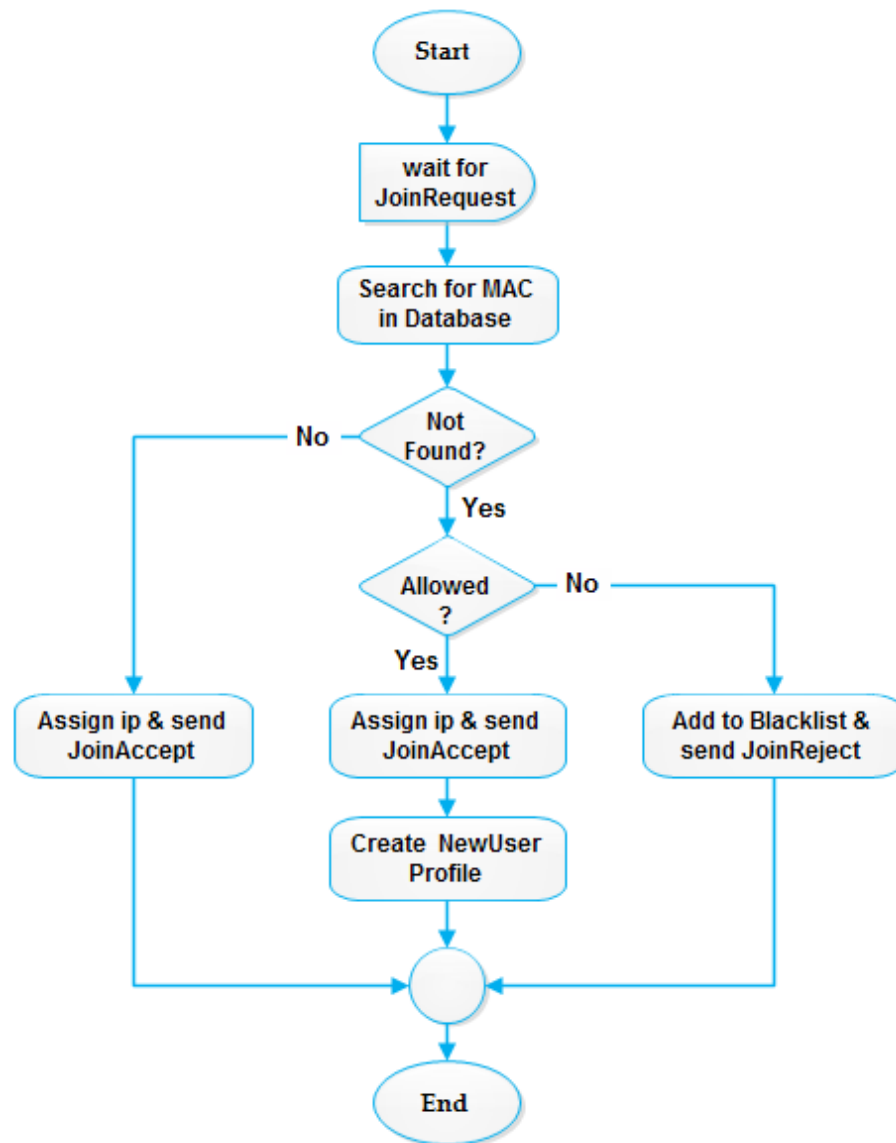 Start
wait for
JoinRequest
Search for MAC
in Database
Not
Found?
No
Yes
Allowed
?
No
Yes
Assign ip & send
JoinAccept
Assign ip & send
JoinAccept
Add to Blacklist &
send JoinReject
Create NewUser
Profile
End